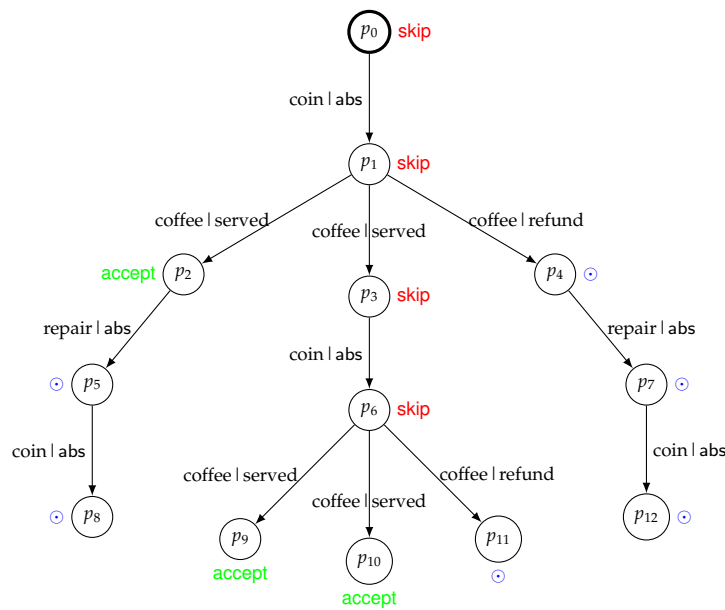 p0 skip
coin | abs
p1 skip
coffee | served coffee | served coffee | refund
accept p2 p3 skip p4 ⊙
repair | abs coin | abs repair | abs
⊙ p5 p6 skip p7 ⊙
coin | abs coffee | served coffee | served coffee | refund coin | abs
⊙ p8 p9 p10 p11 p12 ⊙
accept accept ⊙